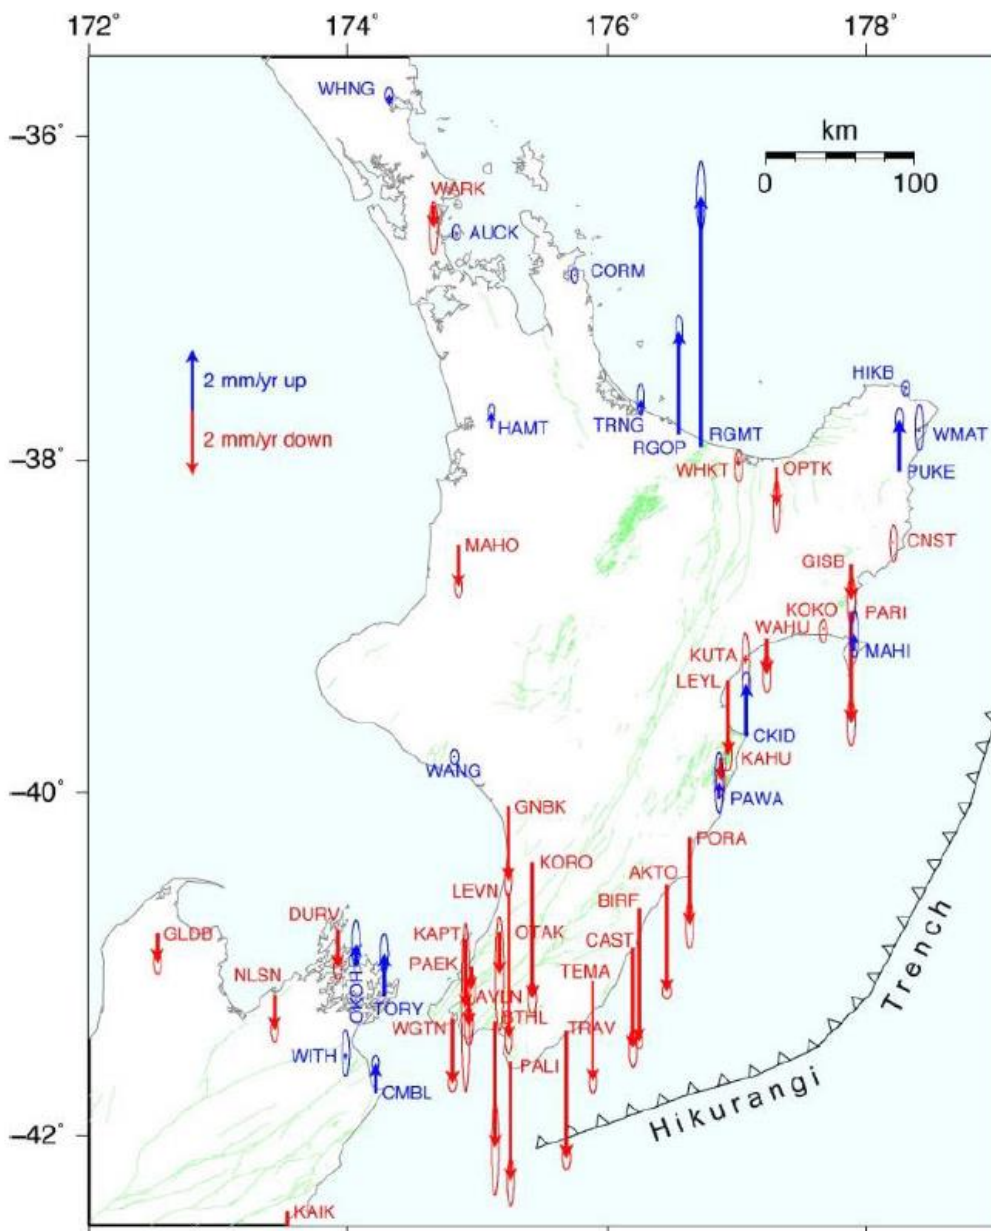 172° 174° 176° 178°
WHNG
−36°
km
0 100
WARK
AUCK
CORM
2 mm/yr up
HIKB
HAMT
TRNG
WMAT
2 mm/yr down
RGOP RGMT
−38°
WHKT OPTK PUKE
MAHO
CNST
GISB
KOKO PARI
WAHU
KUTA MAHI
LEYL
CKID
WANG KAHU
−40°
PAWA
GNBK
PORA
KORO
AKTO
LEVN
BIRF
DURV
GLDB KAPT OTAK CAST
PAEK
NLSN TEMA
OKOH TORY AVLN
BTHL
WGTN TRAV
WITH
PALI
CMBL
Hikurangi Trench
−42°
KAIK